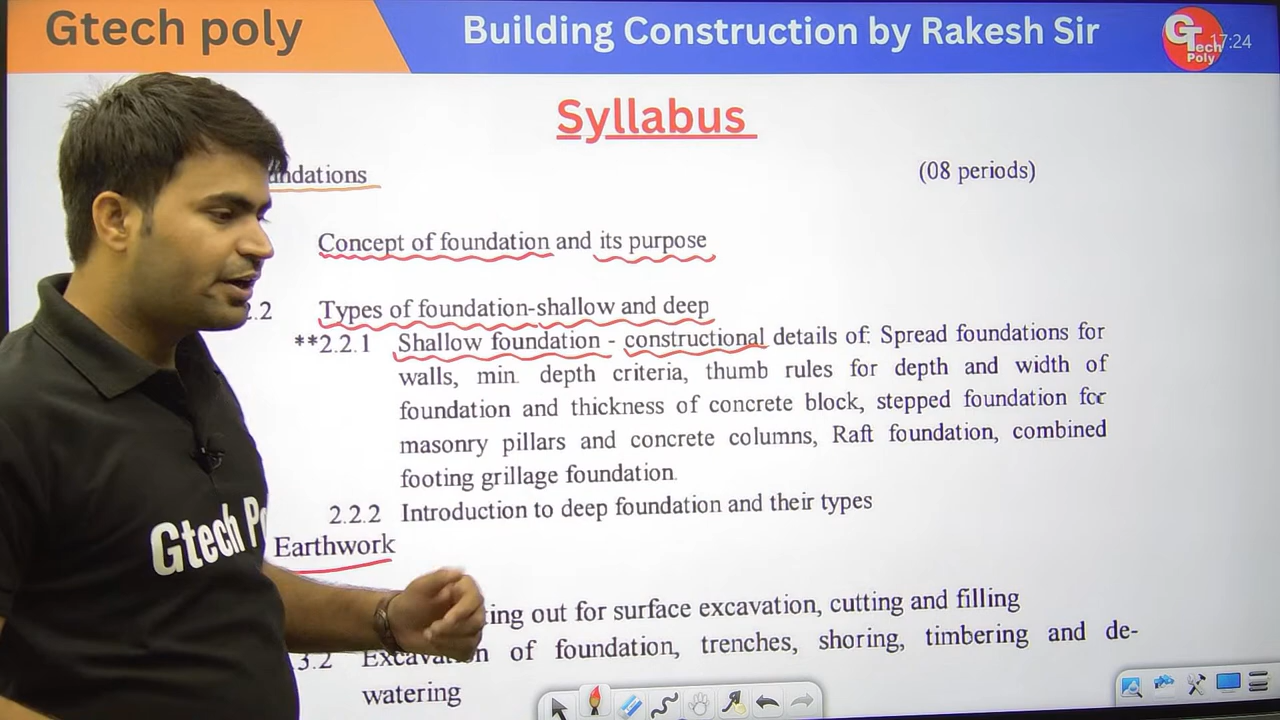 Gtech poly
Building Construction by Rakesh Sir
GTech Poly
17:24
Syllabus
ndations
(08 periods)
Concept of foundation and its purpose
.2 Types of foundation-shallow and deep
**2.2.1 Shallow foundation - constructional details of: Spread foundations for
walls, min. depth criteria, thumb rules for depth and width of
foundation and thickness of concrete block, stepped foundation for
masonry pillars and concrete columns, Raft foundation, combined
footing grillage foundation.
2.2.2 Introduction to deep foundation and their types
Earthwork
ing out for surface excavation, cutting and filling
3.2 Excavation of foundation, trenches, shoring, timbering and de-
watering
Gtech Po